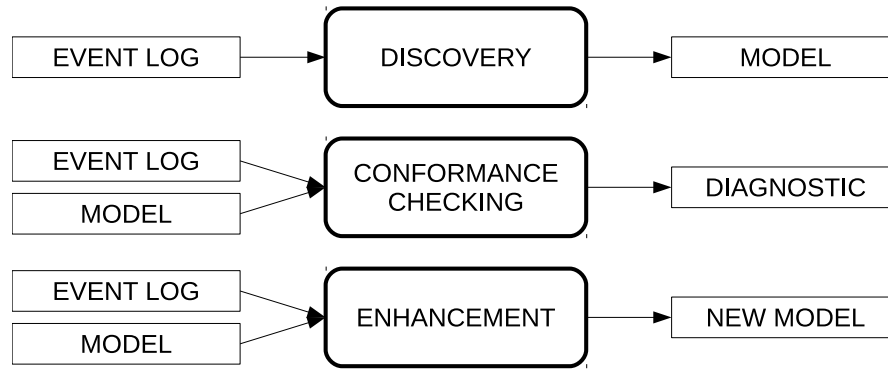 EVENT LOG
DISCOVERY
MODEL
EVENT LOG
MODEL
CONFORMANCE
CHECKING
DIAGNOSTIC
EVENT LOG
MODEL
ENHANCEMENT
NEW MODEL